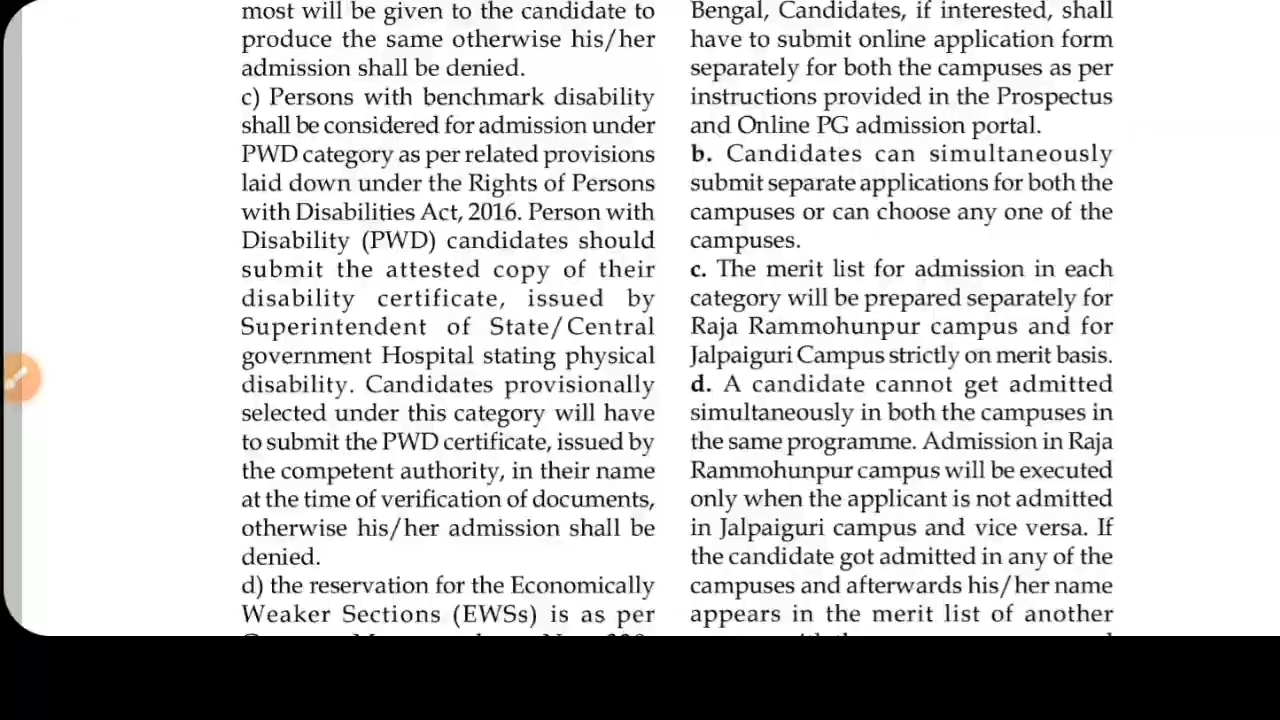 most will be given to the candidate to
produce the same otherwise his/her
admission shall be denied.
c) Persons with benchmark disability
shall be considered for admission under
PWD category as per related provisions
laid down under the Rights of Persons
with Disabilities Act, 2016. Person with
Disability (PWD) candidates should
submit the attested copy of their
disability certificate, issued by
Superintendent of State/Central
government Hospital stating physical
disability. Candidates provisionally
selected under this category will have
to submit the PWD certificate, issued by
the competent authority, in their name
at the time of verification of documents,
otherwise his/her admission shall be
denied.
d) the reservation for the Economically
Weaker Sections (EWSs) is as per
Bengal, Candidates, if interested, shall
have to submit online application form
separately for both the campuses as per
instructions provided in the Prospectus
and Online PG admission portal.
b. Candidates can simultaneously
submit separate applications for both the
campuses or can choose any one of the
campuses.
c. The merit list for admission in each
category will be prepared separately for
Raja Rammohunpur campus and for
Jalpaiguri Campus strictly on merit basis.
d. A candidate cannot get admitted
simultaneously in both the campuses in
the same programme. Admission in Raja
Rammohunpur campus will be executed
only when the applicant is not admitted
in Jalpaiguri campus and vice versa. If
the candidate got admitted in any of the
campuses and afterwards his/her name
appears in the merit list of another